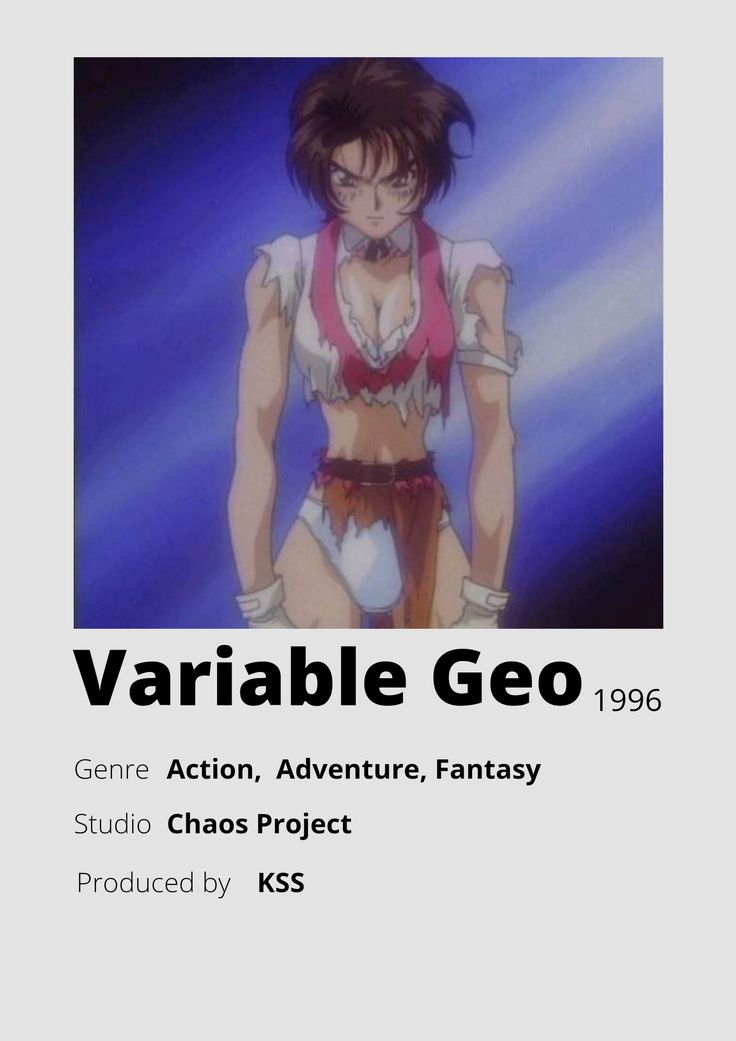 Variable Geo 1996
Genre Action, Adventure, Fantasy
Studio Chaos Project
Produced by KSS